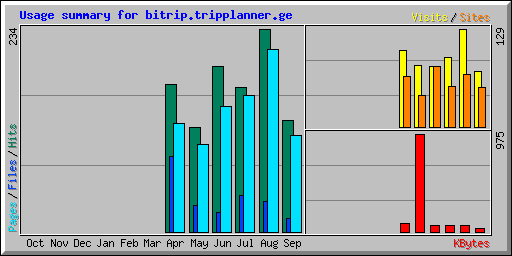 Usage summary for bitrip.tripplanner.ge
Visits/Sites
234
129
975
Pages/Files/Hits
Oct Nov Dec Jan Feb Mar Apr May Jun Jul Aug Sep
KBytes